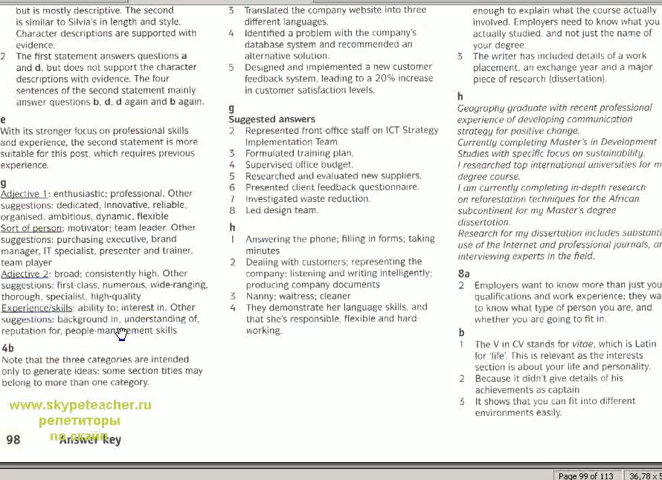 but is mostly descriptive. The second
is similar to Silvia's in length and style.
Character descriptions are supported with
evidence.
2 The first statement answers questions a
and d, but does not support the character
descriptions with evidence. The four
sentences of the second statement mainly
answer questions b, d, d again and b again.
e
With its stronger focus on professional skills
and experience, the second statement is more
suitable for this post, which requires previous
experience.
g
Adjective 1: enthusiastic; professional. Other
suggestions: dedicated, innovative, reliable,
organised, ambitious, dynamic, flexible
Sort of person: motivator; team leader. Other
suggestions: purchasing executive, brand
manager, IT specialist, presenter and trainer,
team player
Adjective 2: broad; consistently high. Other
suggestions: first-class, numerous, wide-ranging,
thorough, specialist, high-quality
Experience/skills: ability to; interest in. Other
suggestions: background in, understanding of,
reputation for, people-management skills
4b
Note that the three categories are intended
only to generate ideas: some section titles may
belong to more than one category.
www.skypeteacher.ru
репетиторы
по скайп
98 Answer key
3 Translated the company website into three
different languages.
4 Identified a problem with the company's
database system and recommended an
alternative solution.
5 Designed and implemented a new customer
feedback system, leading to a 20% increase
in customer satisfaction levels.
g
Suggested answers
2 Represented front-office staff on ICT Strategy
Implementation Team.
3 Formulated training plan.
4 Supervised office budget.
5 Researched and evaluated new suppliers.
6 Presented client feedback questionnaire.
7 Investigated waste reduction.
8 Led design team.
h
1 Answering the phone; filling in forms; taking
minutes
2 Dealing with customers; representing the
company; listening and writing intelligently;
producing company documents
3 Nanny; waitress; cleaner
4 They demonstrate her language skills, and
that she's responsible, flexible and hard-
working.
enough to explain what the course actually
involved. Employers need to know what you
actually studied, and not just the name of
your degree.
3 The writer has included details of a work
placement, an exchange year and a major
piece of research (dissertation).
h
Geography graduate with recent professional
experience of developing communication
strategy for positive change.
Currently completing Master's in Development
Studies with specific focus on sustainability.
I researched top international universities for m
degree course.
I am currently completing in-depth research
on reforestation techniques for the African
subcontinent for my Master's degree
dissertation.
Research for my dissertation includes substanti
use of the Internet and professional journals, an
interviewing experts in the field.
8a
2 Employers want to know more than just you
qualifications and work experience; they wa
to know what type of person you are, and
whether you are going to fit in.
b
1 The V in CV stands for vitae, which is Latin
for 'life'. This is relevant as the interests
section is about your life and personality.
2 Because it didn't give details of his
achievements as captain
3 It shows that you can fit into different
environments easily.
Page 99 of 113
36,78 x 5